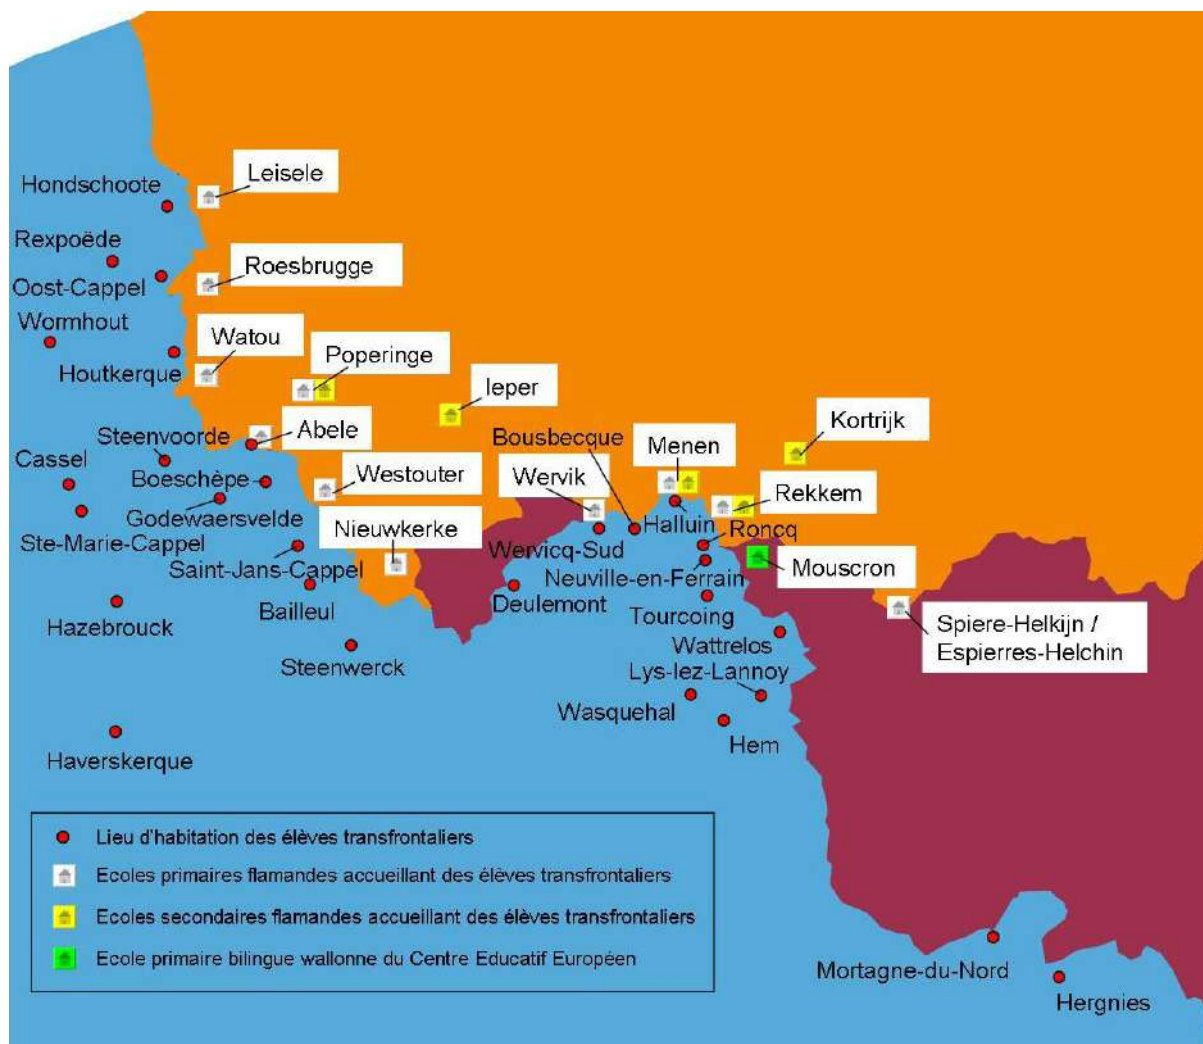 Leisele
Hondschoote
Rexpoëde
Roesbrugge
Oost-Cappel
Wormhout
Watou
Poperinge
Houtkerque
Ieper
Kortrijk
Steenvoorde
Abele
Bousbecque
Menen
Cassel
Boeschèpe
Westouter
Wervik
Rekkem
Godewaersvelde
Nieuwkerke
Halluin
Roncq
Ste-Marie-Cappel
Wervicq-Sud
Saint-Jans-Cappel
Neuville-en-Ferrain
Mouscron
Bailleul
Deulemont
Hazebrouck
Tourcoing
Spiere-Helkijn /
Espierres-Helchin
Steenwerck
Wattrelos
Lys-lez-Lannoy
Wasquehal
Hem
Haverskerque
Lieu d'habitation des élèves transfrontaliers
Ecoles primaires flamandes accueillant des élèves transfrontaliers
Ecoles secondaires flamandes accueillant des élèves transfrontaliers
Ecole primaire bilingue wallonne du Centre Educatif Européen
Mortagne-du-Nord
Hergnies